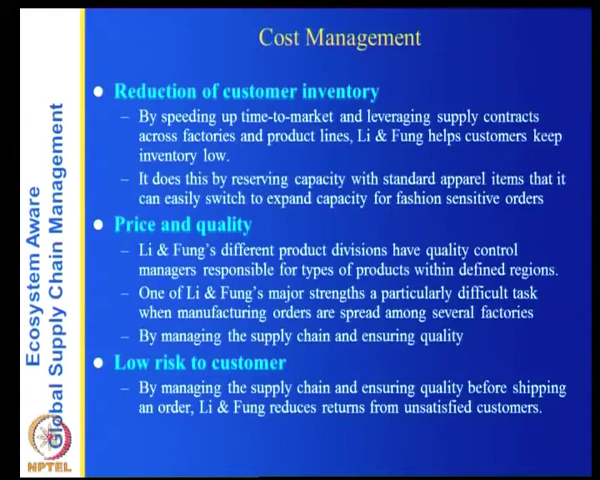 Cost Management
Reduction of customer inventory
– By speeding up time-to-market and leveraging supply contracts
across factories and product lines, Li & Fung helps customers keep
inventory low.
– It does this by reserving capacity with standard apparel items that it
can easily switch to expand capacity for fashion sensitive orders
Price and quality
– Li & Fung's different product divisions have quality control
managers responsible for types of products within defined regions.
– One of Li & Fung's major strengths a particularly difficult task
when manufacturing orders are spread among several factories
– By managing the supply chain and ensuring quality
Low risk to customer
– By managing the supply chain and ensuring quality before shipping
an order, Li & Fung reduces returns from unsatisfied customers.
Ecosystem Aware
Global Supply Chain Management
NPTEL